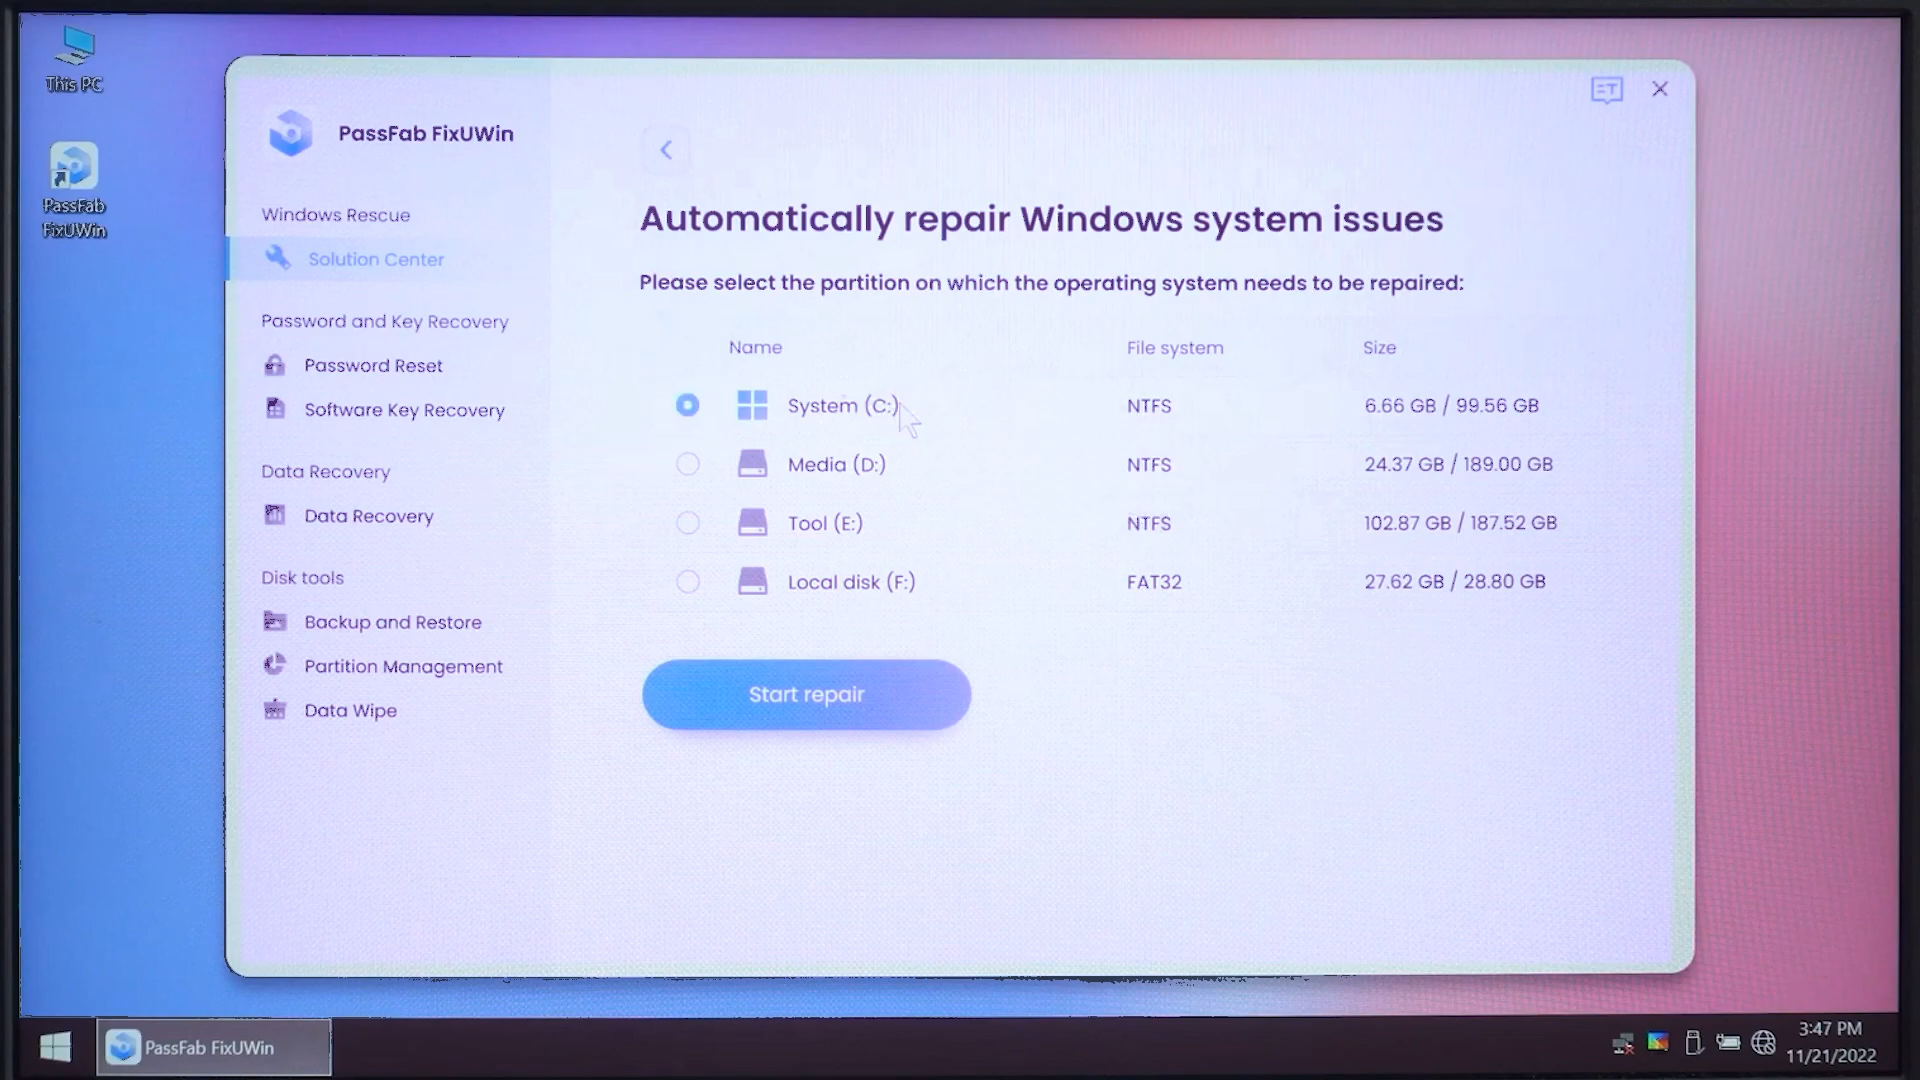 This PC
PassFab
FixUWin
PassFab FixUWin
Windows Rescue
Solution Center
Password and Key Recovery
Password Reset
Software Key Recovery
Data Recovery
Data Recovery
Disk tools
Backup and Restore
Partition Management
Data Wipe
Automatically repair Windows system issues
Please select the partition on which the operating system needs to be repaired:
Name File system Size
System (C:) NTFS 6.66 GB / 99.56 GB
Media (D:) NTFS 24.37 GB / 189.00 GB
Tool (E:) NTFS 102.87 GB / 187.52 GB
Local disk (F:) FAT32 27.62 GB / 28.80 GB
Start repair
PassFab FixUWin
3:47 PM
11/21/2022